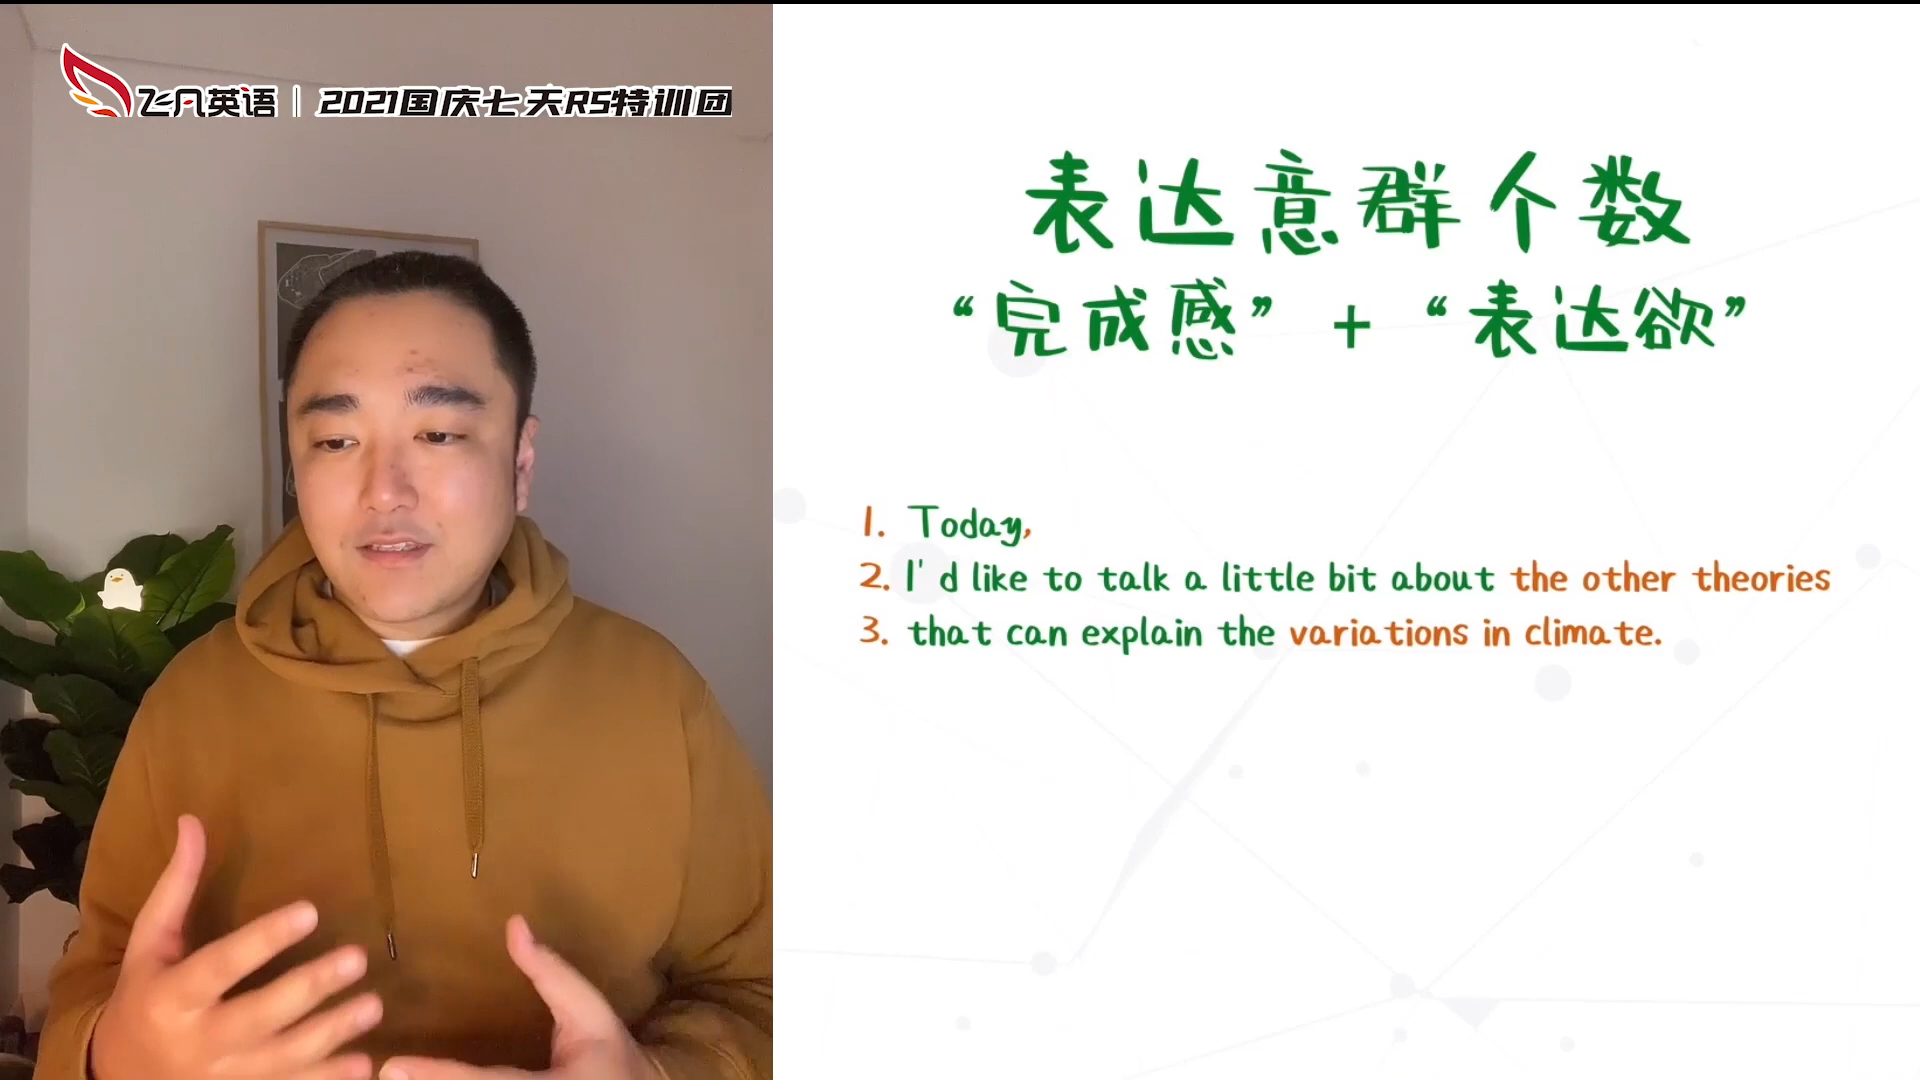 飞凡英语 | 2021国庆七天RS特训团
表达意群个数
“完成感” + “表达欲”
1. Today,
2. I'd like to talk a little bit about the other theories
3. that can explain the variations in climate.